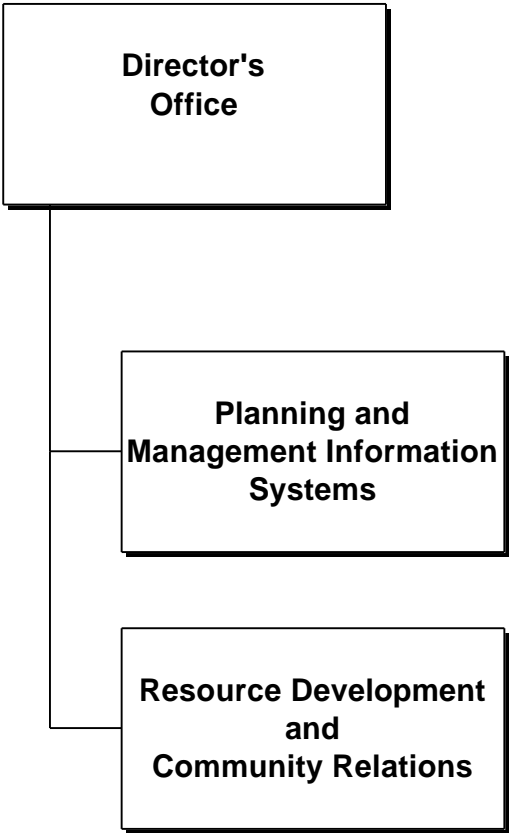 Director's
Office
Planning and
Management Information
Systems
Resource Development
and
Community Relations